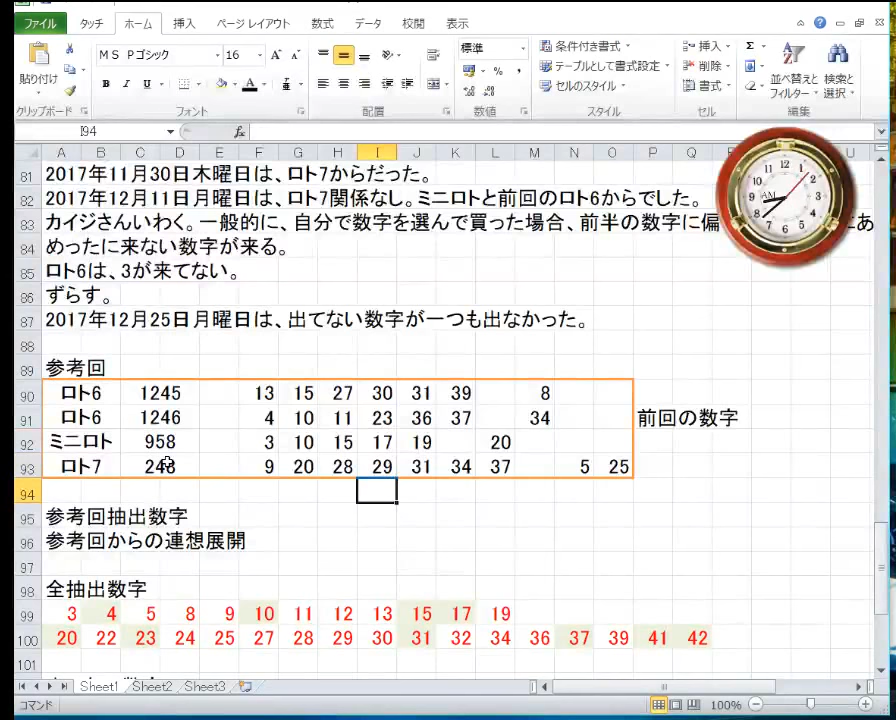 ファイル タッチ ホーム 挿入 ページ レイアウト 数式 データ 校閲 表示
MS Pゴシック 16 標準 条件付き書式 挿入 Σ
貼り付け テーブルとして書式設定 削除 並べ替えと 検索と
B I U A % , セルのスタイル 書式 フィルター 選択
クリップボード フォント 配置 数値 スタイル セル 編集
I94 fx
A B C D E F G H I J K L M N O P Q U
81 2017年11月30日木曜日は、ロト7からだった。
82 2017年12月11日月曜日は、ロト7関係なし。ミニロトと前回のロト6からでした。
83 カイジさんいわく。一般的に、自分で数字を選んで買った場合、前半の数字に偏 にあ
84 めったに来ない数字が来る。
85 ロト6は、3が来てない。
86 ずらす。
87 2017年12月25日月曜日は、出てない数字が一つも出なかった。
88
89 参考回
90 ロト6 1245 13 15 27 30 31 39 8
91 ロト6 1246 4 10 11 23 36 37 34 前回の数字
92 ミニロト 958 3 10 15 17 19 20
93 ロト7 243 9 20 28 29 31 34 37 5 25
94
95 参考回抽出数字
96 参考回からの連想展開
97
98 全抽出数字
99 3 4 5 8 9 10 11 12 13 15 17 19
100 20 22 23 24 25 27 28 29 30 31 32 34 36 37 39 41 42
101
Sheet1 Sheet2 Sheet3
コマンド 100%
12 1 2 3 4 5 6 7 8 9 10 11
AM